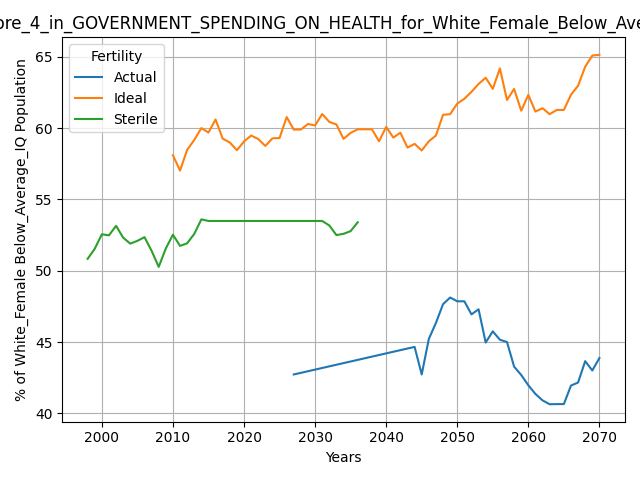 ore_4_in_GOVERNMENT_SPENDING_ON_HEALTH_for_White_Female_Below_Ave
Fertility
Actual
Ideal
Sterile
% of White_Female Below_Average_IQ Population
65
60
55
50
45
40
2000 2010 2020 2030 2040 2050 2060 2070
Years